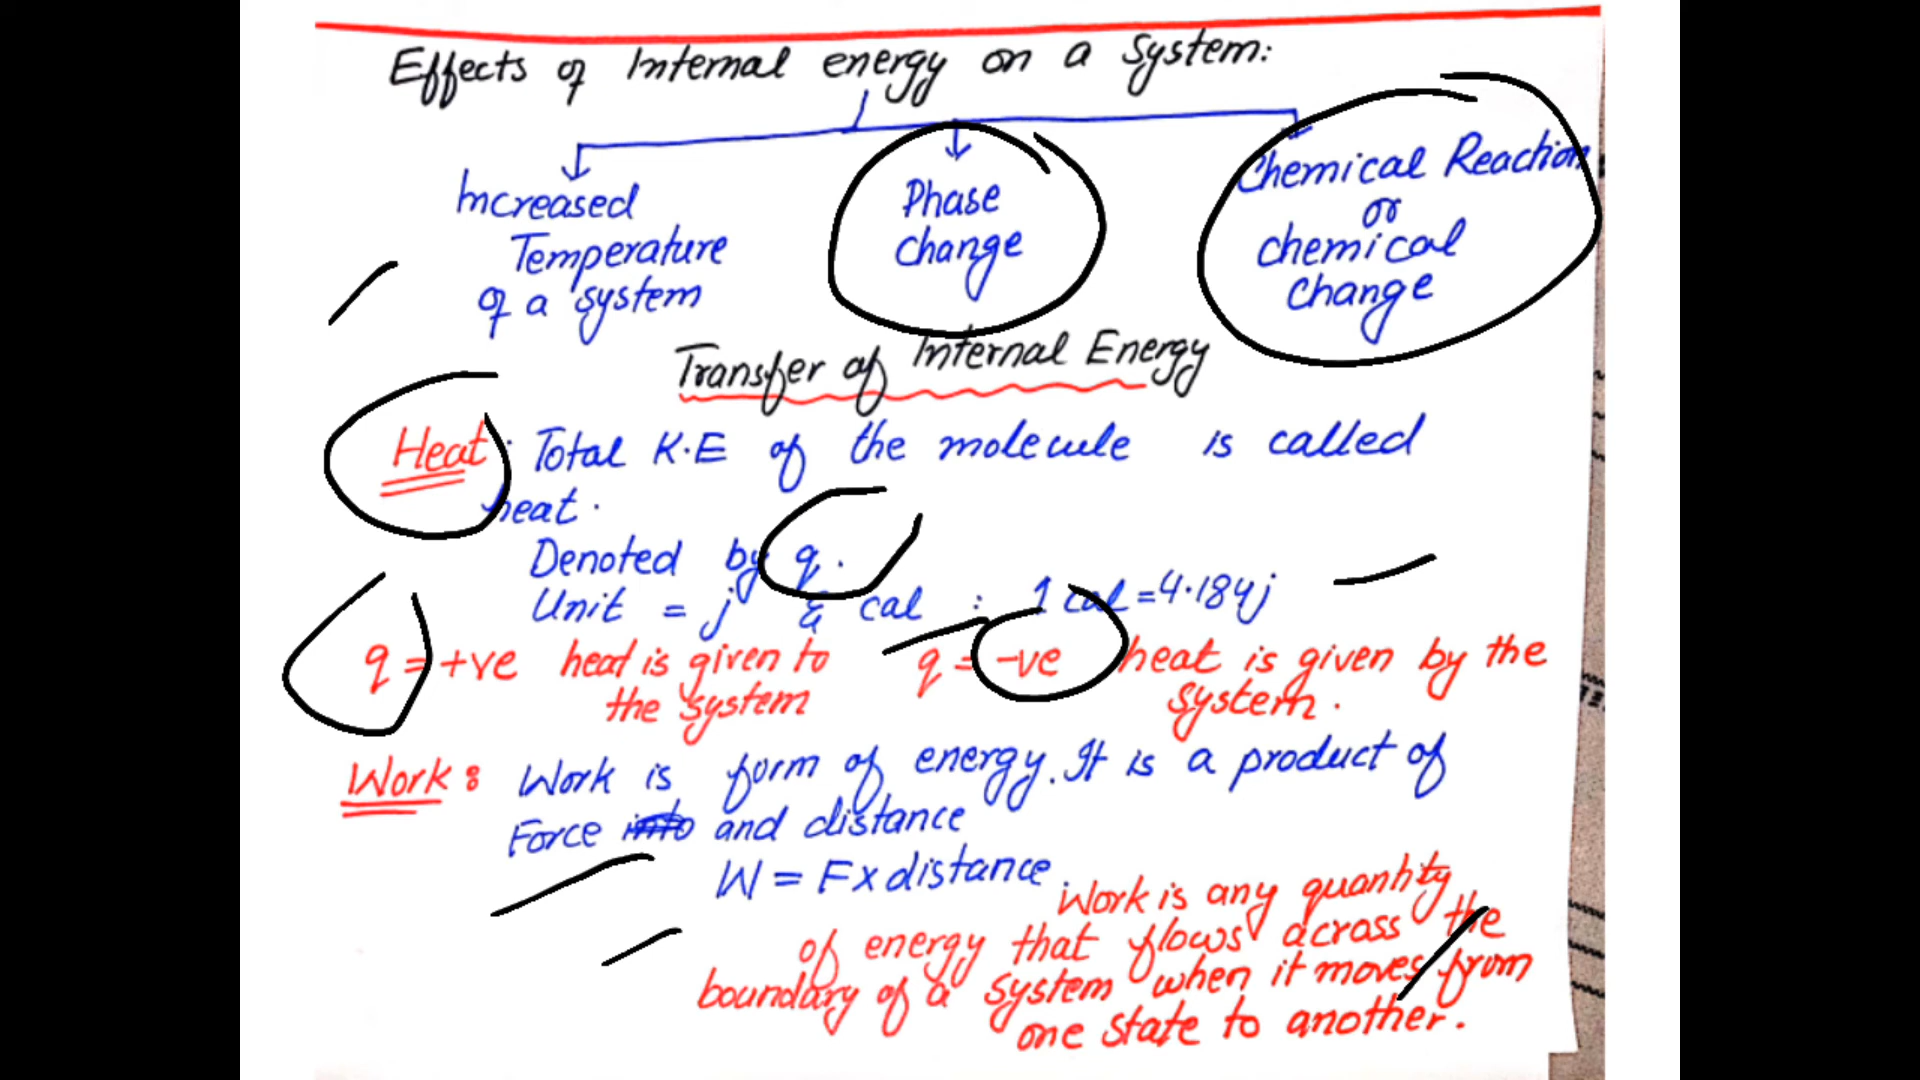 Effects of Internal energy on a System:
Increased
Temperature
of a system
Phase
change
Chemical Reaction
or
chemical
change
Transfer of Internal Energy
Heat: Total K.E of the molecule is called
heat.
Denoted by q.
Unit = j & cal : 1 cal = 4.184j
q = +ve heat is given to
the system
q = -ve heat is given by the
system.
Work: Work is form of energy. It is a product of
Force into and distance
W = F x distance.
Work is any quantity
of energy that flows across the
boundary of a system when it moves from
one state to another.